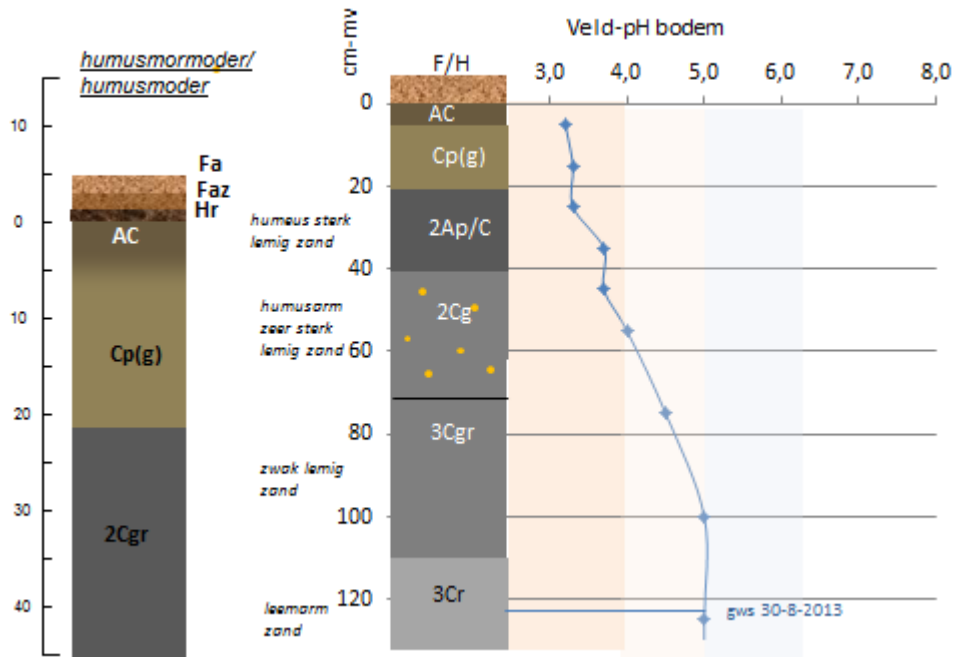 Veld-pH bodem
humusmormoder/
humusmoder
cm-mv
F/H
3,0 4,0 5,0 6,0 7,0 8,0
10
0
10
20
30
40
Fa
Faz
Hr
AC
Cp(g)
2Cgr
humeus sterk
lemig zand
humusarm
zeer sterk
lemig zand
zwak lemig
zand
leemarm
zand
0
20
40
60
80
100
120
AC
Cp(g)
2Ap/C
2Cg
3Cgr
3Cr
gws 30-8-2013